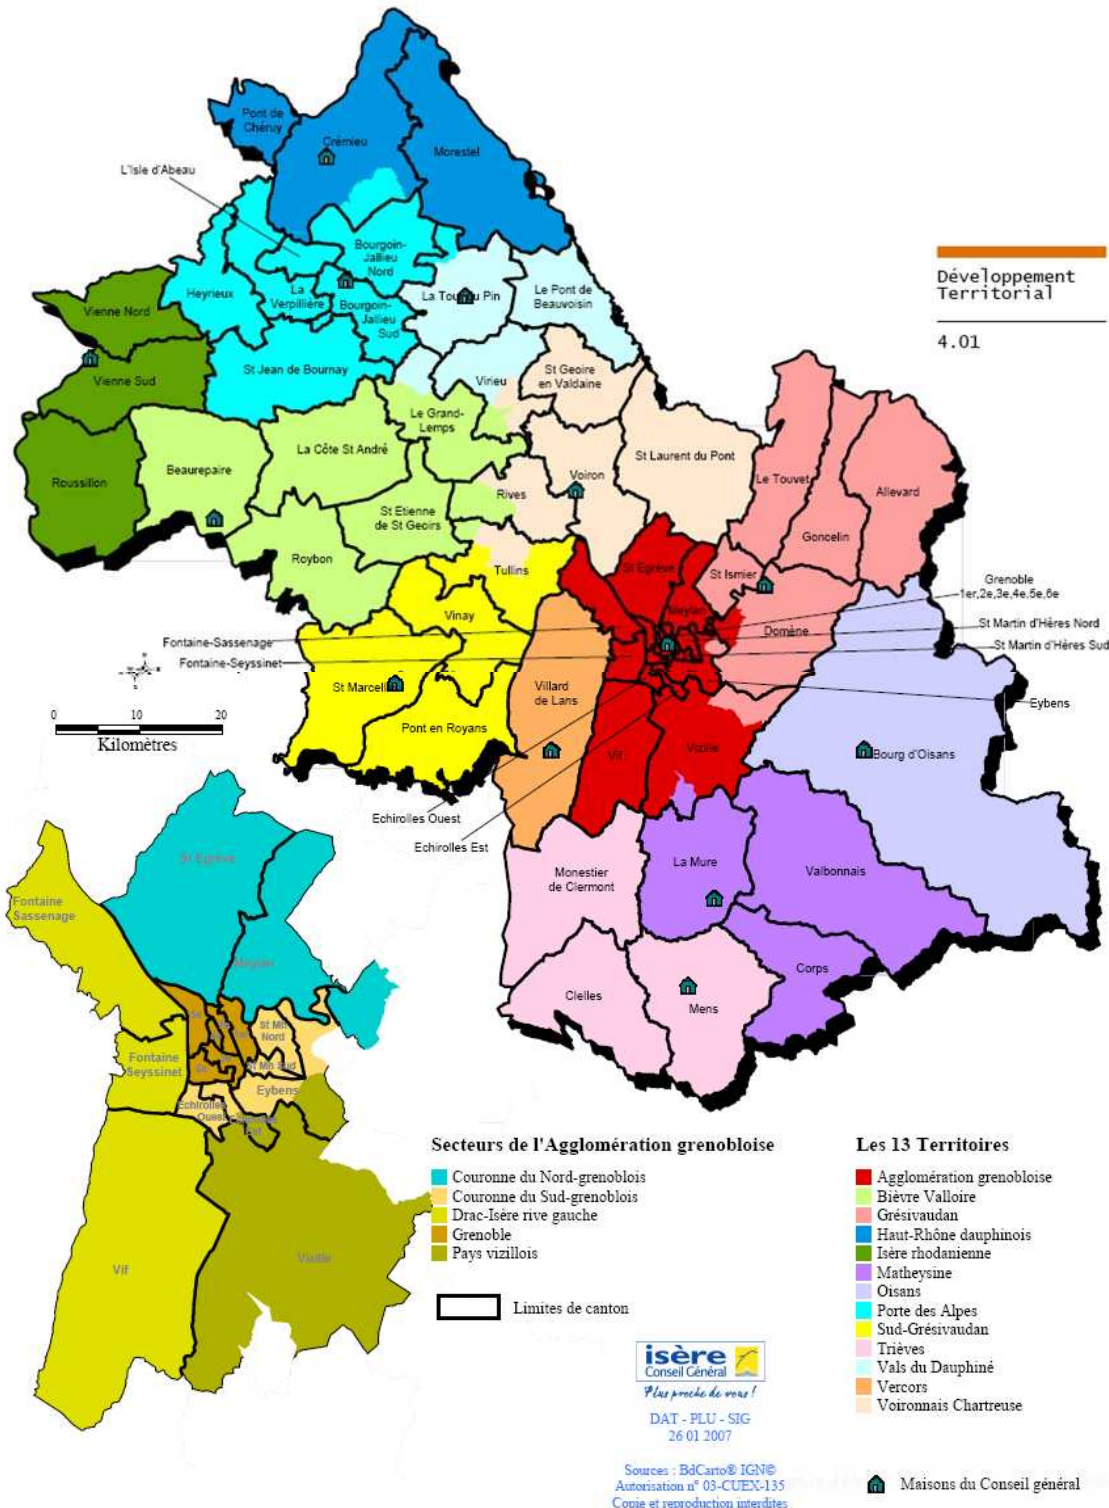 Pont de
Chéruy
Crémieu
Morestel
L'Isle d'Abeau
Bourgoin-
Jallieu
Nord
Heyrieux
La
Verpillère
Bourgoin-
Jallieu
Sud
La Tour du Pin
Le Pont de
Beauvoisin
Développement
Territorial
4.01
Vienne Nord
Vienne Sud
St Jean de Bournay
Virieu
St Geoire
en Valdaine
Le Grand-
Lemps
La Côte St André
Beaurepaire
Roussillon
St Laurent du Pont
Voiron
Rives
Le Touvet
Allevard
Goncelin
St Etienne
de St Geoirs
Roybon
Tullins
St Egrève
St Ismier
Grenoble
1er,2e,3e,4e,5e,6e
Vinay
Meylan
Domène
St Martin d'Hères Nord
Fontaine-Sassenage
St Martin d'Hères Sud
Fontaine-Seyssinet
St Marcellin
Villard
de Lans
Eybens
Pont en Royans
Vif
Vizille
Bourg d'Oisans
0 10 20
Kilomètres
Echirolles Ouest
Echirolles Est
Monestier
de Clermont
La Mure
Valbonnais
Corps
Clelles
Mens
St Egrève
Fontaine
Sassenage
Meylan
St Mh
Nord
Fontaine
Seyssinet
St Mh Sud
Eybens
Echirolles
Ouest
Vif
Vizille
Secteurs de l'Agglomération grenobloise
Couronne du Nord-grenoblois
Couronne du Sud-grenoblois
Drac-Isère rive gauche
Grenoble
Pays vizillois
Limites de canton
Les 13 Territoires
Agglomération grenobloise
Bièvre Valloire
Grésivaudan
Haut-Rhône dauphinois
Isère rhodanienne
Matheysine
Oisans
Porte des Alpes
Sud-Grésivaudan
Trièves
Vals du Dauphiné
Vercors
Voironnais Chartreuse
isère
Conseil Général
Plus proche de vous !
DAT - PLU - SIG
26 01 2007
Sources : BdCarto® IGN©
Autorisation n° 03-CUEX-135
Copie et reproduction interdites
Maisons du Conseil général